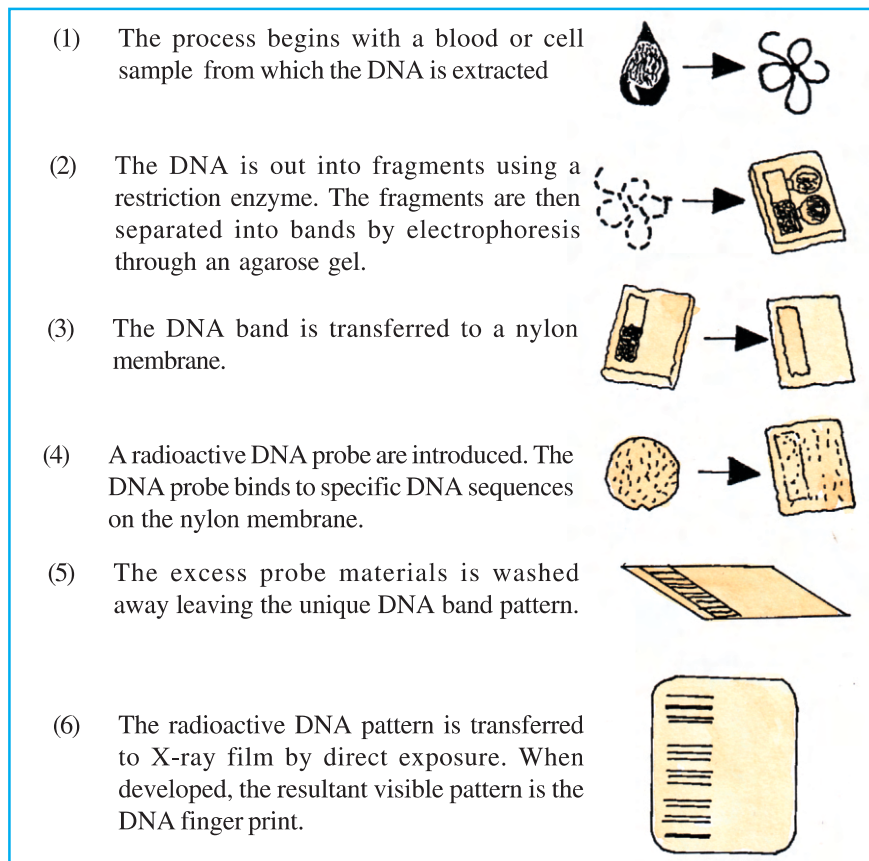 (1) The process begins with a blood or cell
sample from which the DNA is extracted
(2) The DNA is out into fragments using a
restriction enzyme. The fragments are then
separated into bands by electrophoresis
through an agarose gel.
(3) The DNA band is transferred to a nylon
membrane.
(4) A radioactive DNA probe are introduced. The
DNA probe binds to specific DNA sequences
on the nylon membrane.
(5) The excess probe materials is washed
away leaving the unique DNA band pattern.
(6) The radioactive DNA pattern is transferred
to X-ray film by direct exposure. When
developed, the resultant visible pattern is the
DNA finger print.